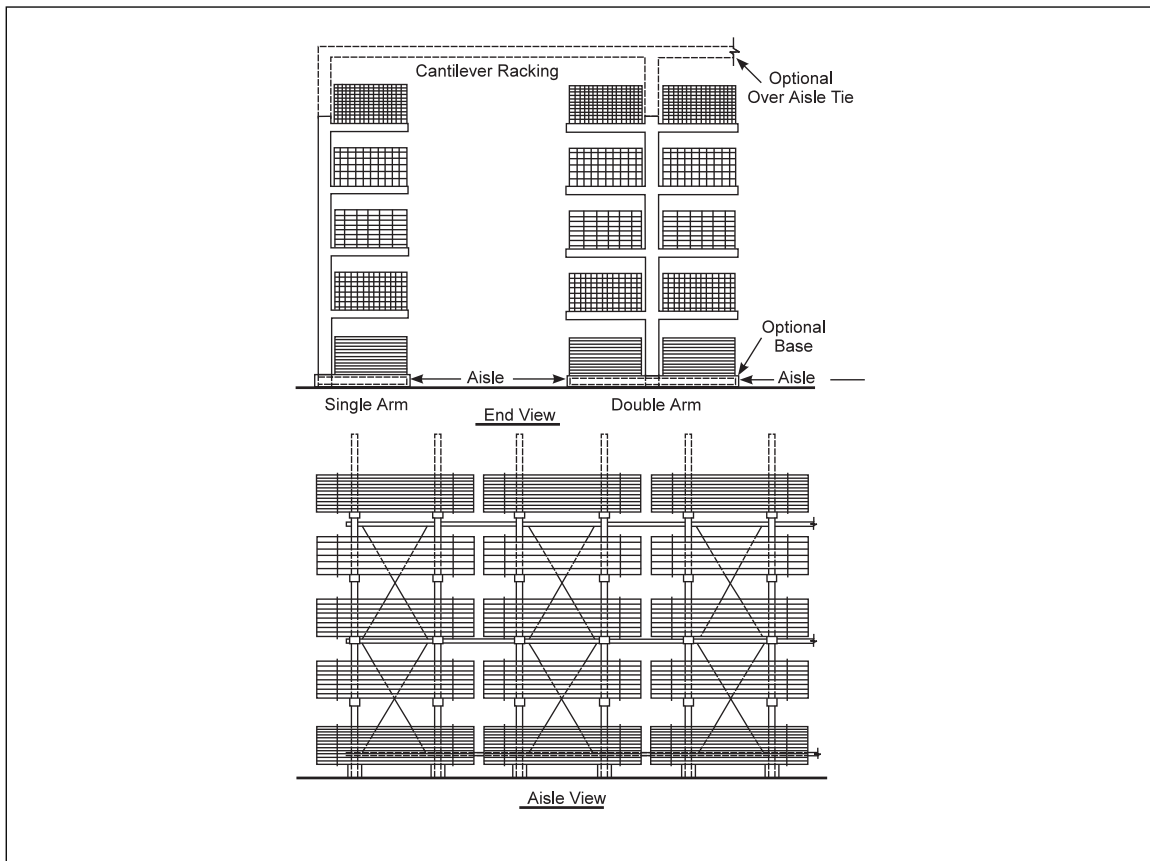 Cantilever Racking
Optional
Over Aisle Tie
Optional
Base
Aisle
Aisle
Single Arm
Double Arm
End View
Aisle View